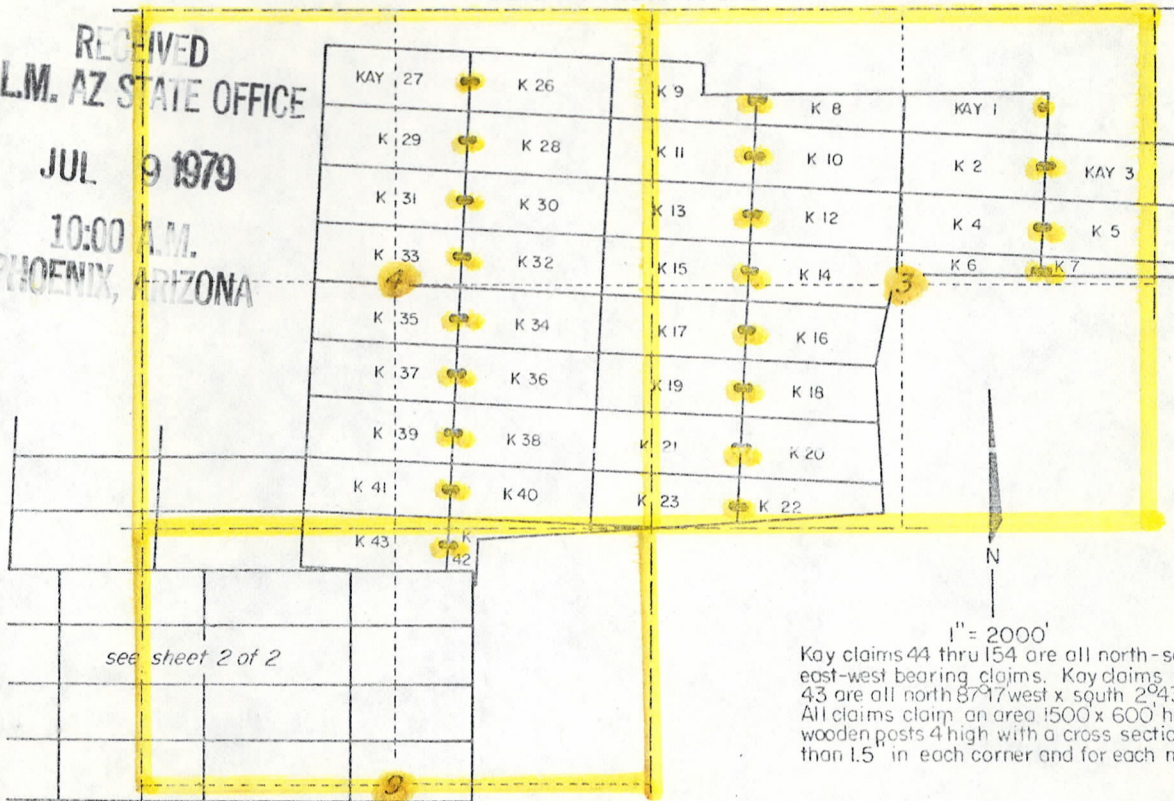 RECEIVED
L.M. AZ STATE OFFICE
JUL 9 1979
10:00 A.M.
PHOENIX, ARIZONA
KAY 27
K 26
K 9
K 8
KAY 1
K 29
K 28
K 11
K 10
K 2
KAY 3
K 31
K 30
K 13
K 12
K 4
K 5
K 33
K 32
K 15
K 14
K 6
K 7
4
3
K 35
K 34
K 17
K 16
K 37
K 36
K 19
K 18
K 39
K 38
K 21
K 20
K 41
K 40
K 23
K 22
K 43
K
42
N
see sheet 2 of 2
1" = 2000'
Kay claims 44 thru 154 are all north-s
east-west bearing claims. Kay claims
43 are all north 87°17 west x south 2°43
All claims claim an area 1500 x 600' h
wooden posts 4 high with a cross sectio
than 1.5" in each corner and for each
9